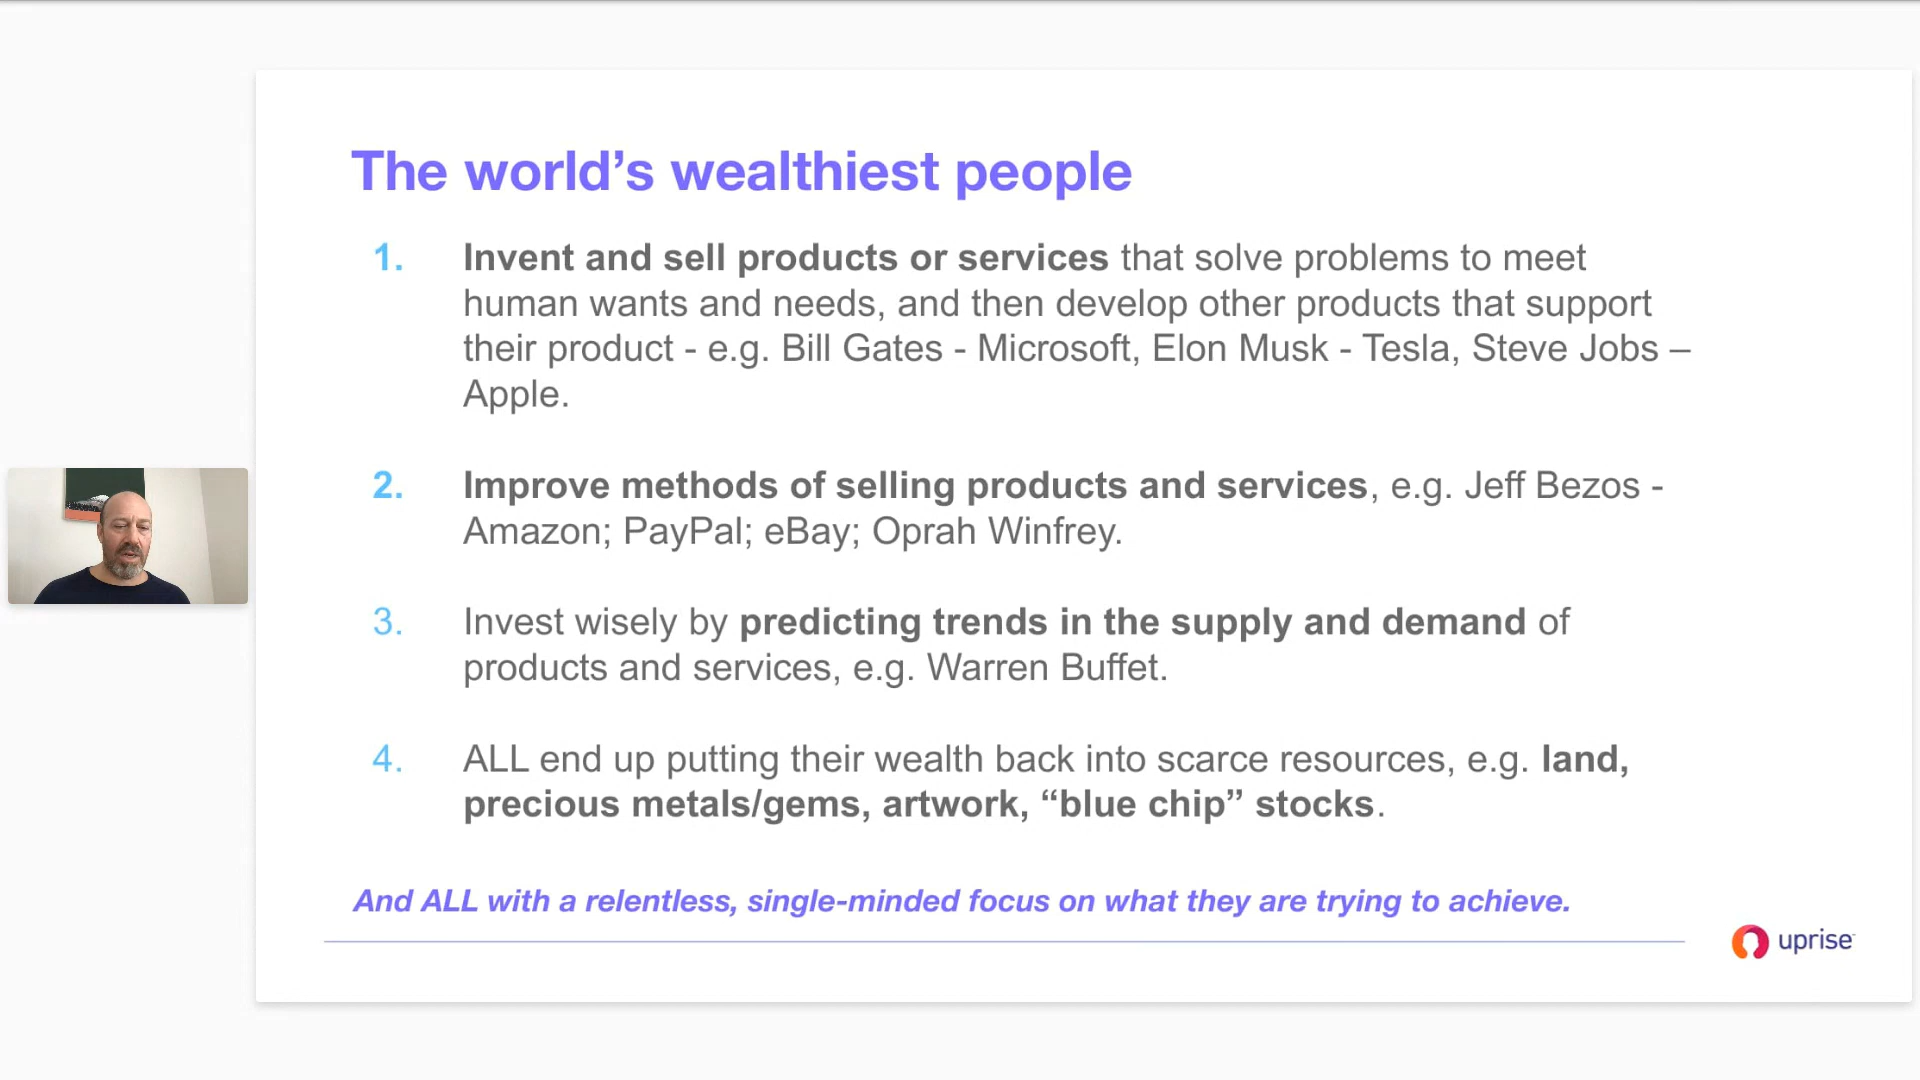 The world’s wealthiest people
1. Invent and sell products or services that solve problems to meet
human wants and needs, and then develop other products that support
their product - e.g. Bill Gates - Microsoft, Elon Musk - Tesla, Steve Jobs –
Apple.
2. Improve methods of selling products and services, e.g. Jeff Bezos -
Amazon; PayPal; eBay; Oprah Winfrey.
3. Invest wisely by predicting trends in the supply and demand of
products and services, e.g. Warren Buffet.
4. ALL end up putting their wealth back into scarce resources, e.g. land,
precious metals/gems, artwork, “blue chip” stocks.
And ALL with a relentless, single-minded focus on what they are trying to achieve.
uprise